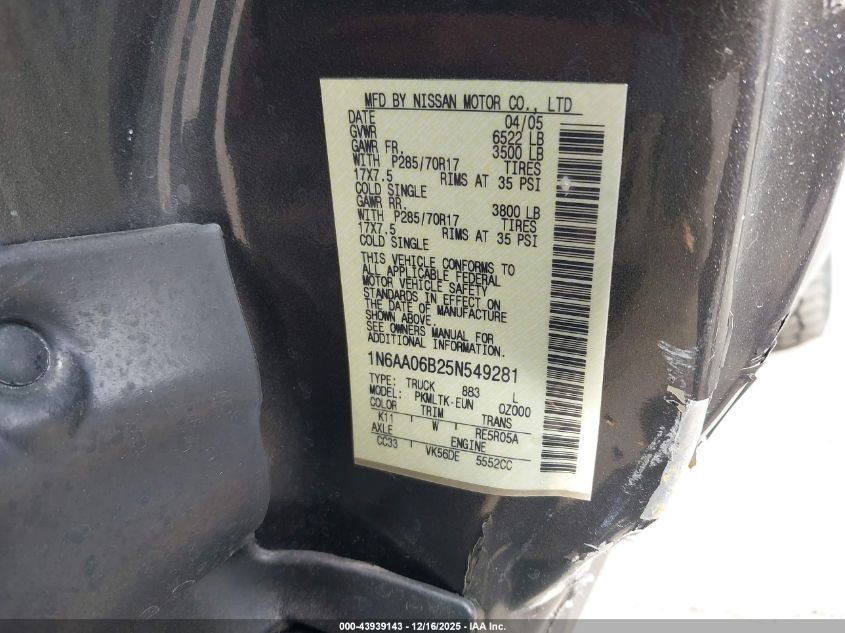 MFD BY NISSAN MOTOR CO., LTD
DATE 04/05
GVWR 6522 LB
GAWR FR. 3500 LB
WITH P285/70R17 TIRES
17X7.5 RIMS AT 35 PSI
COLD SINGLE
GAWR RR. 3800 LB
WITH P285/70R17 TIRES
17X7.5 RIMS AT 35 PSI
COLD SINGLE
THIS VEHICLE CONFORMS TO
ALL APPLICABLE FEDERAL
MOTOR VEHICLE SAFETY
STANDARDS IN EFFECT ON
THE DATE OF MANUFACTURE
SHOWN ABOVE.
SEE OWNERS MANUAL FOR
ADDITIONAL INFORMATION.
1N6AA06B25N549281
TYPE: TRUCK 883 L
MODEL: PKMLTK-EUN QZ000
COLOR TRIM TRANS
K11 W RE5R05A
AXLE ENGINE
CC33 VK56DE 5552CC
000-43939143 | 12/16/2025 | IAA Inc.